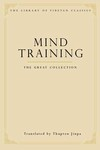 THE LIBRARY OF TIBETAN CLASSICS
MIND
TRAINING
THE GREAT COLLECTION
Translated by Thupten Jinpa